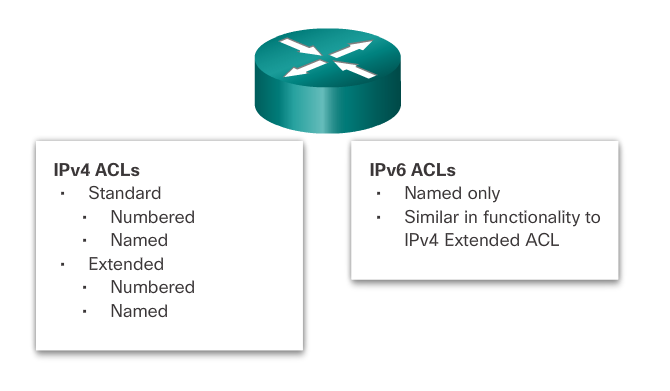 IPv4 ACLs
▪ Standard
▪ Numbered
▪ Named
▪ Extended
▪ Numbered
▪ Named
IPv6 ACLs
▪ Named only
▪ Similar in functionality to
IPv4 Extended ACL